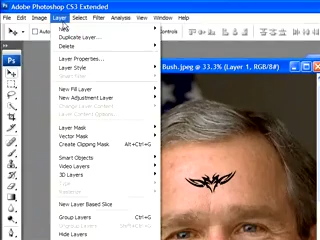 Adobe Photoshop CS3 Extended
File Edit Image Layer Select Filter Analysis View Window Help
New
Duplicate Layer...
Delete
Layer Properties...
Layer Style
New Fill Layer
New Adjustment Layer
Change Layer Content
Layer Content Options...
Layer Mask
Vector Mask
Create Clipping Mask Alt+Ctrl+G
Smart Objects
Video Layers
3D Layers
Type
Rasterize
New Layer Based Slice
Group Layers Ctrl+G
Ungroup Layers Shift+Ctrl+G
Hide Layers
Auto
Controls
Bush.jpeg @ 33.3% (Layer 1, RGB/8#)
Ps